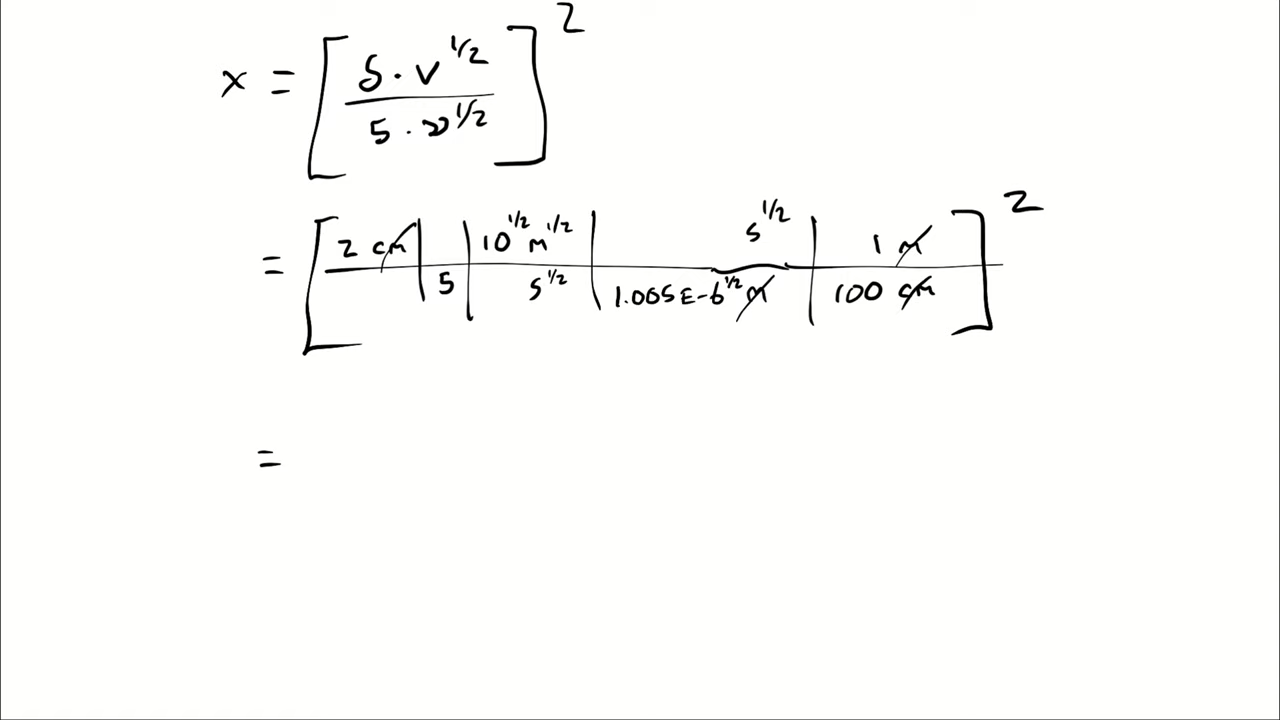 x = [ δ · V^1/2 / 5 · ν^1/2 ]^2
= [ 2 cm | | 10^1/2 m^1/2 | s^1/2 | 1 m ]^2
5 | s^1/2 | 1.005E-6^1/2 m | 100 cm
=